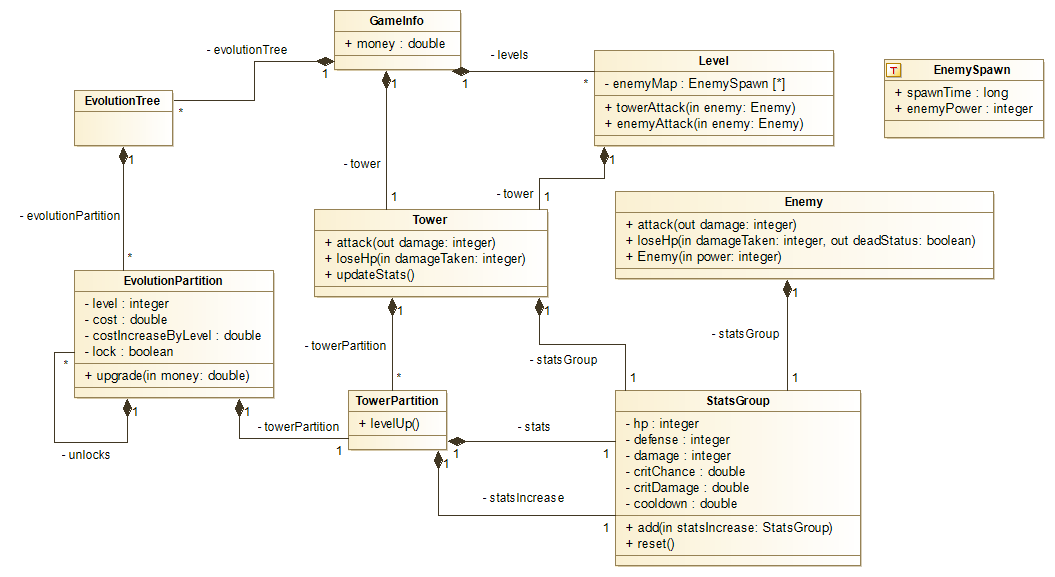 GameInfo
+ money : double
- evolutionTree
1
1
1
- levels
*
Level
- enemyMap : EnemySpawn [*]
+ towerAttack(in enemy: Enemy)
+ enemyAttack(in enemy: Enemy)
T
EnemySpawn
+ spawnTime : long
+ enemyPower : integer
EvolutionTree
*
1
- tower
1
1
- tower
1
- evolutionPartition
*
Tower
+ attack(out damage: integer)
+ loseHp(in damageTaken: integer)
+ updateStats()
Enemy
+ attack(out damage: integer)
+ loseHp(in damageTaken: integer, out deadStatus: boolean)
+ Enemy(in power: integer)
EvolutionPartition
- level : integer
- cost : double
- costIncreaseByLevel : double
- lock : boolean
+ upgrade(in money: double)
*
1
- unlocks
1
- towerPartition
1
1
- towerPartition
*
1
- statsGroup
1
1
- statsGroup
1
TowerPartition
+ levelUp()
1
- stats
1
1
- statsIncrease
1
StatsGroup
- hp : integer
- defense : integer
- damage : integer
- critChance : double
- critDamage : double
- cooldown : double
+ add(in statsIncrease: StatsGroup)
+ reset()